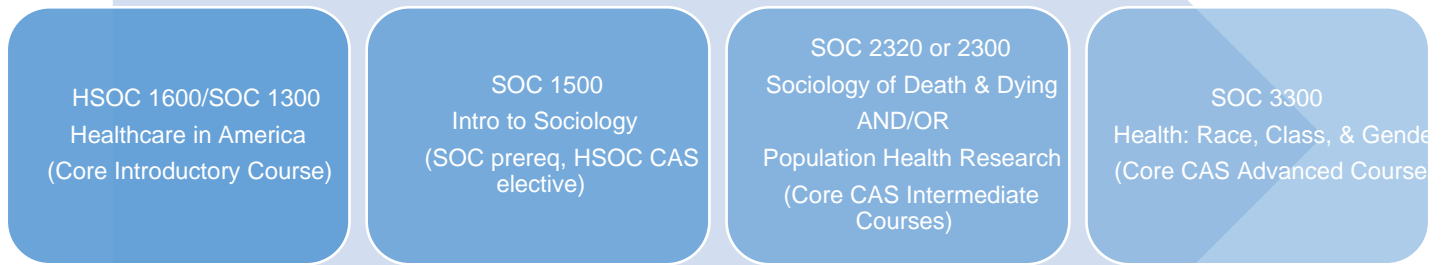 HSOC 1600/SOC 1300
Healthcare in America
(Core Introductory Course)
SOC 1500
Intro to Sociology
(SOC prereq, HSOC CAS
elective)
SOC 2320 or 2300
Sociology of Death & Dying
AND/OR
Population Health Research
(Core CAS Intermediate
Courses)
SOC 3300
Health: Race, Class, & Gende
(Core CAS Advanced Course